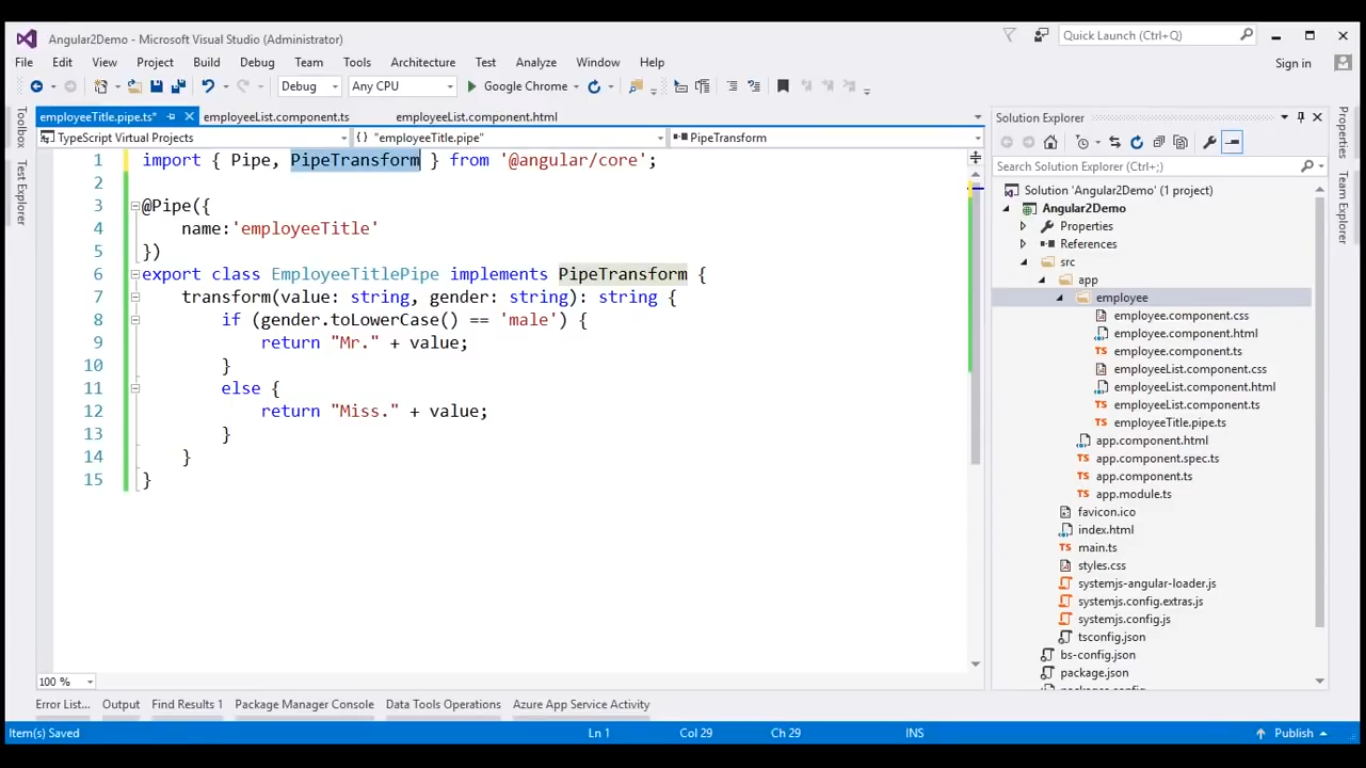 Angular2Demo - Microsoft Visual Studio (Administrator)
Quick Launch (Ctrl+Q)
File Edit View Project Build Debug Team Tools Architecture Test Analyze Window Help
Sign in
Debug Any CPU Google Chrome
Toolbox
Test Explorer
employeeTitle.pipe.ts* employeeList.component.ts employeeList.component.html
TypeScript Virtual Projects {} "employeeTitle.pipe" PipeTransform
1 import { Pipe, PipeTransform } from '@angular/core';
2
3 @Pipe({
4 name:'employeeTitle'
5 })
6 export class EmployeeTitlePipe implements PipeTransform {
7 transform(value: string, gender: string): string {
8 if (gender.toLowerCase() == 'male') {
9 return "Mr." + value;
10 }
11 else {
12 return "Miss." + value;
13 }
14 }
15 }
100 %
Solution Explorer
Search Solution Explorer (Ctrl+;)
Solution 'Angular2Demo' (1 project)
Angular2Demo
Properties
References
src
app
employee
employee.component.css
employee.component.html
employee.component.ts
employeeList.component.css
employeeList.component.html
employeeList.component.ts
employeeTitle.pipe.ts
app.component.html
app.component.spec.ts
app.component.ts
app.module.ts
favicon.ico
index.html
main.ts
styles.css
systemjs-angular-loader.js
systemjs.config.extras.js
systemjs.config.js
tsconfig.json
bs-config.json
package.json
Properties
Team Explorer
Error List... Output Find Results 1 Package Manager Console Data Tools Operations Azure App Service Activity
Item(s) Saved Ln 1 Col 29 Ch 29 INS Publish